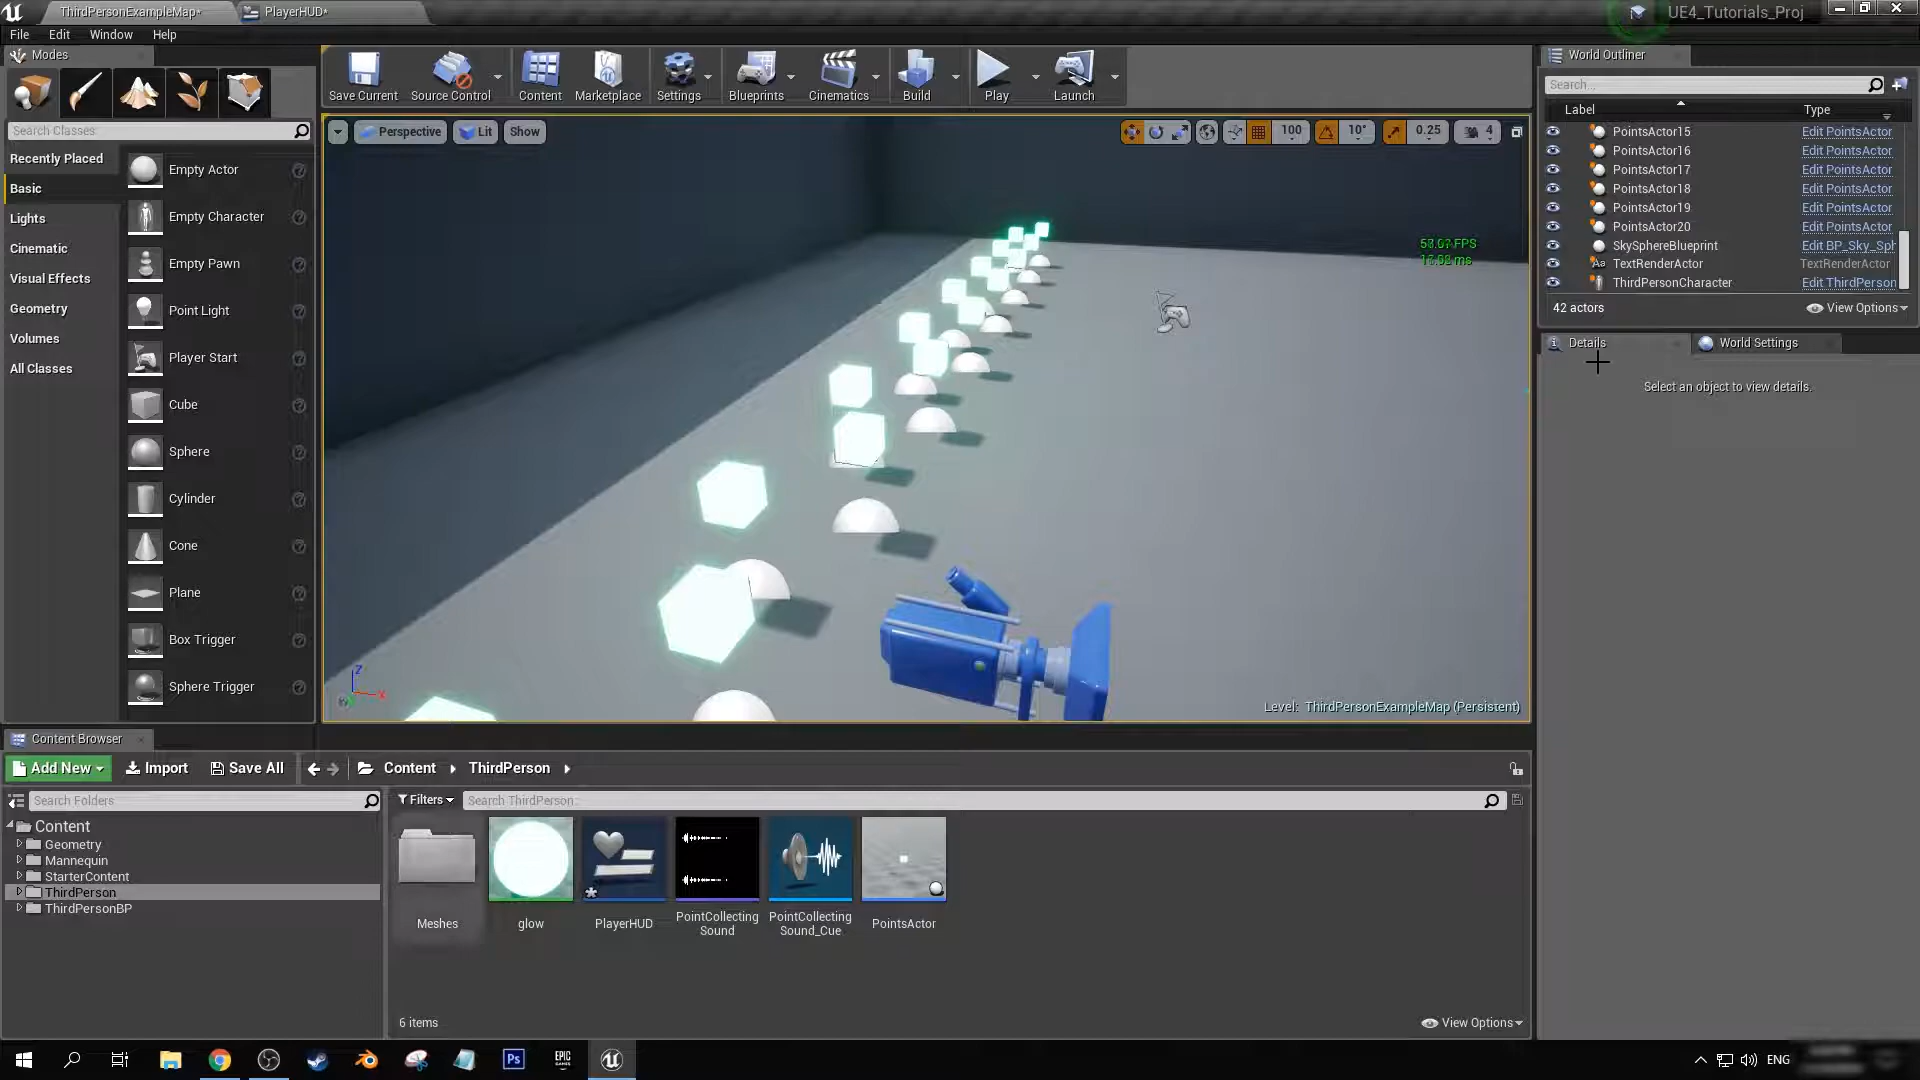 ThirdPersonExampleMap*
PlayerHUD*
UE4_Tutorials_Proj
File Edit Window Help
Modes
Save Current
Source Control
Content
Marketplace
Settings
Blueprints
Cinematics
Build
Play
Launch
World Outliner
Search...
Label Type
Search Classes
Perspective
Lit
Show
100
10°
0.25
4
PointsActor15 Edit PointsActor
PointsActor16 Edit PointsActor
PointsActor17 Edit PointsActor
PointsActor18 Edit PointsActor
PointsActor19 Edit PointsActor
PointsActor20 Edit PointsActor
SkySphereBlueprint Edit BP_Sky_Sph
TextRenderActor TextRenderActor
ThirdPersonCharacter Edit ThirdPerson
42 actors
View Options
Details
World Settings
Select an object to view details.
Recently Placed
Basic
Lights
Cinematic
Visual Effects
Geometry
Volumes
All Classes
Empty Actor
Empty Character
Empty Pawn
Point Light
Player Start
Cube
Sphere
Cylinder
Cone
Plane
Box Trigger
Sphere Trigger
FPS
ms
Z
X
Level: ThirdPersonExampleMap (Persistent)
Content Browser
Add New
Import
Save All
Content
ThirdPerson
Search Folders
Filters
Search ThirdPerson
Content
Geometry
Mannequin
StarterContent
ThirdPerson
ThirdPersonBP
Meshes
glow
PlayerHUD
PointCollecting
Sound
PointCollecting
Sound_Cue
PointsActor
6 items
View Options
Ps
EPIC
GAMES
ENG